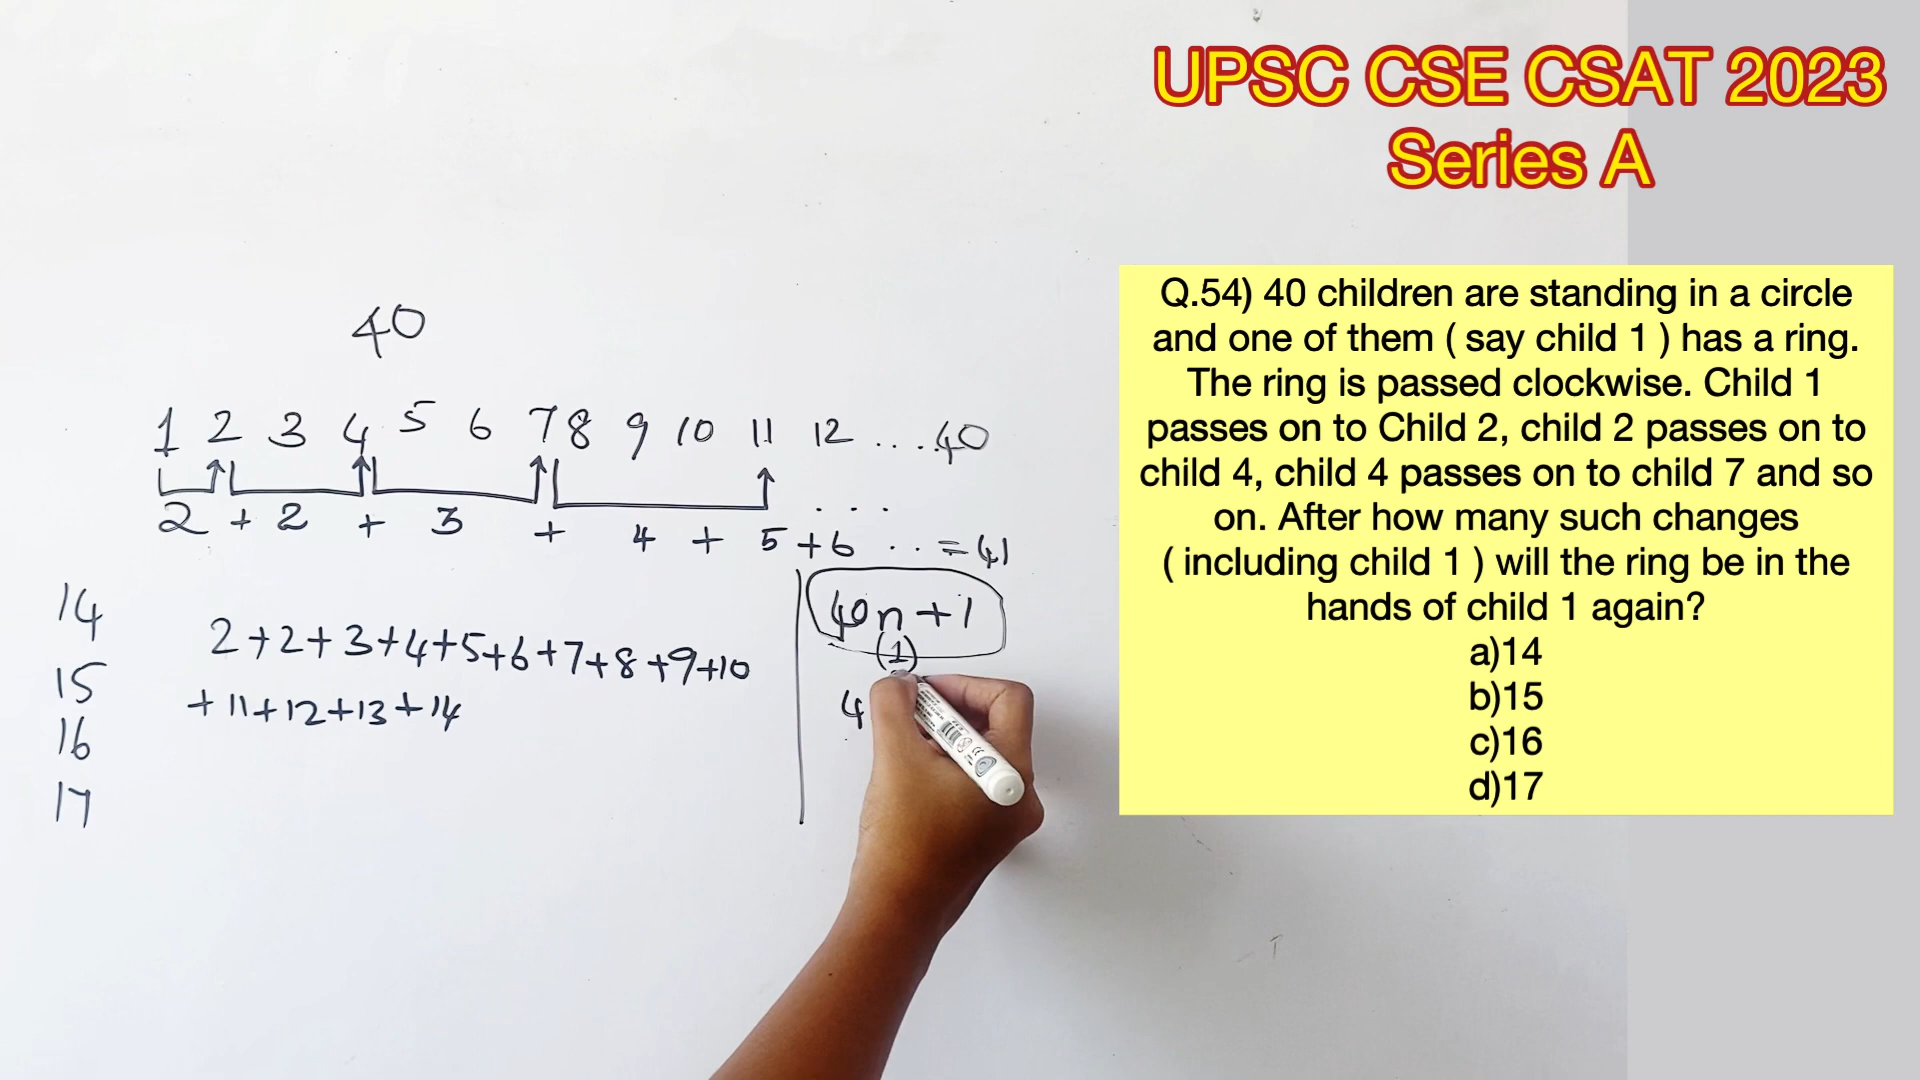 UPSC CSE CSAT 2023
Series A
40
1 2 3 4 5 6 7 8 9 10 11 12 ... 40
2 + 2 + 3 + 4 + 5 + 6 .. = 41
14
15
16
17
2+2+3+4+5+6+7+8+9+10
+11+12+13+14
40n+1
(1)
4
Q.54) 40 children are standing in a circle
and one of them ( say child 1 ) has a ring.
The ring is passed clockwise. Child 1
passes on to Child 2, child 2 passes on to
child 4, child 4 passes on to child 7 and so
on. After how many such changes
( including child 1 ) will the ring be in the
hands of child 1 again?
a)14
b)15
c)16
d)17